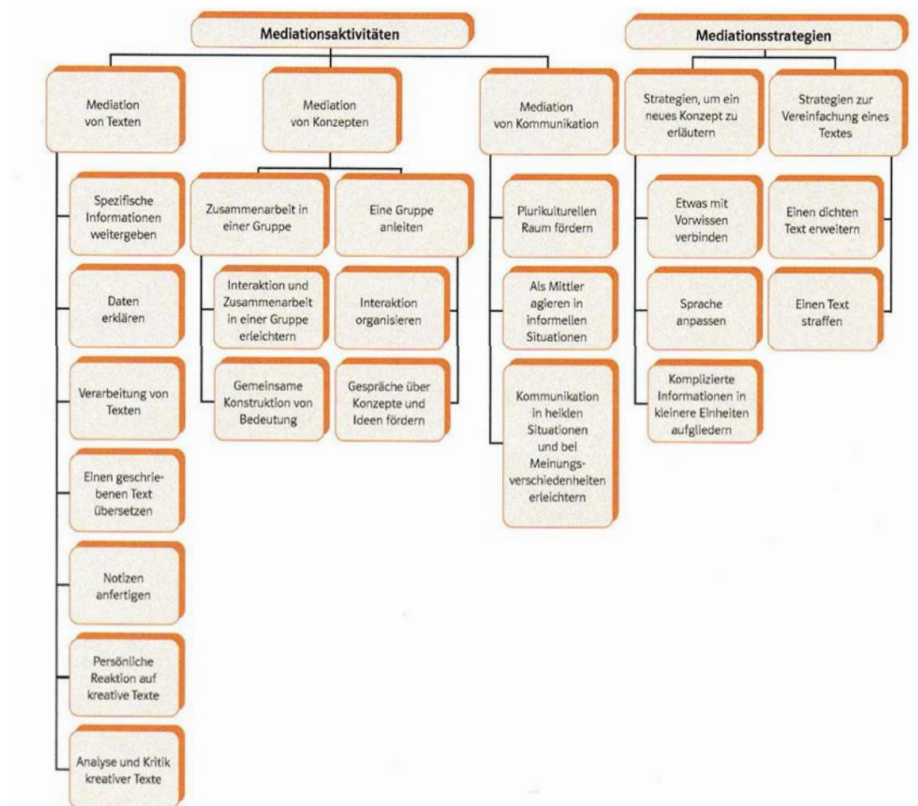 Mediationsaktivitäten
Mediation
von Texten
Spezifische
Informationen
weitergeben
Daten
erklären
Verarbeitung von
Texten
Einen geschrie-
benen Text
übersetzen
Notizen
anfertigen
Persönliche
Reaktion auf
kreative Texte
Analyse und Kritik
kreativer Texte
Mediation
von Konzepten
Zusammenarbeit in
einer Gruppe
Interaktion und
Zusammenarbeit
in einer Gruppe
erleichtern
Gemeinsame
Konstruktion von
Bedeutung
Eine Gruppe
anleiten
Interaktion
organisieren
Gespräche über
Konzepte und
Ideen fördern
Mediation
von Kommunikation
Plurikulturellen
Raum fördern
Als Mittler
agieren in
informellen
Situationen
Kommunikation
in heiklen
Situationen
und bei
Meinungs-
verschiedenheiten
erleichtern
Mediationsstrategien
Strategien, um ein
neues Konzept zu
erläutern
Etwas mit
Vorwissen
verbinden
Sprache
anpassen
Komplizierte
Informationen in
kleinere Einheiten
aufgliedern
Strategien zur
Vereinfachung eines
Textes
Einen dichten
Text erweitern
Einen Text
straffen